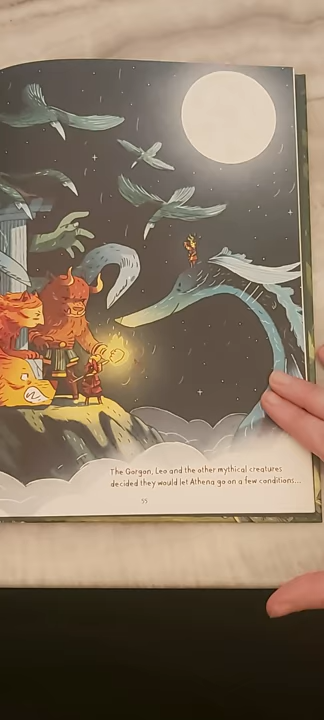 The Gorgon, Leo and the other mythical creatures
decided they would let Athena go on a few conditions...
55